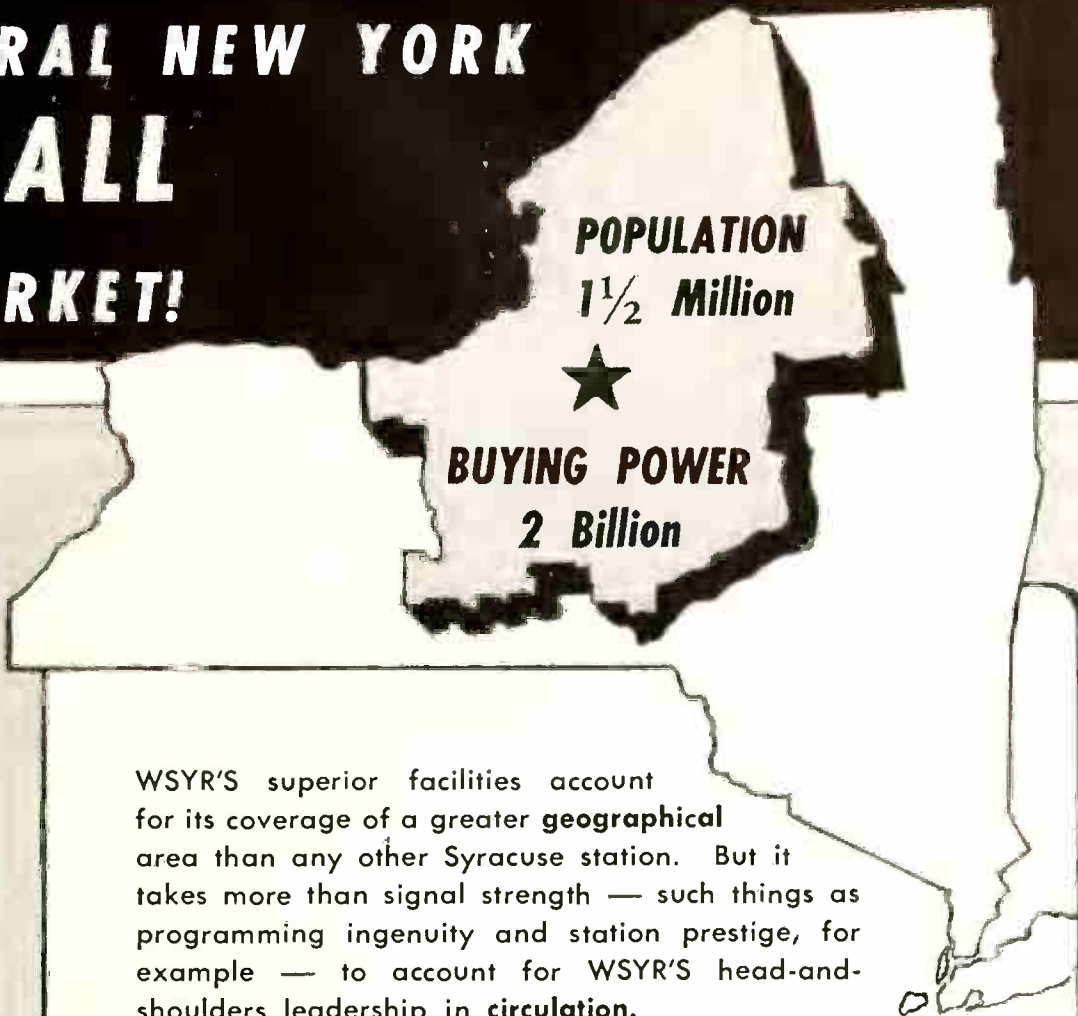 NEW YORK
ALL
POPULATION
1½ Million
BUYING POWER
2 Billion
WSYR'S superior facilities account
for its coverage of a greater geographical
area than any other Syracuse station. But it
takes more than signal strength — such things as
programming ingenuity and station prestige, for
example — to account for WSYR'S head-and-
shoulders leadership in circulation.